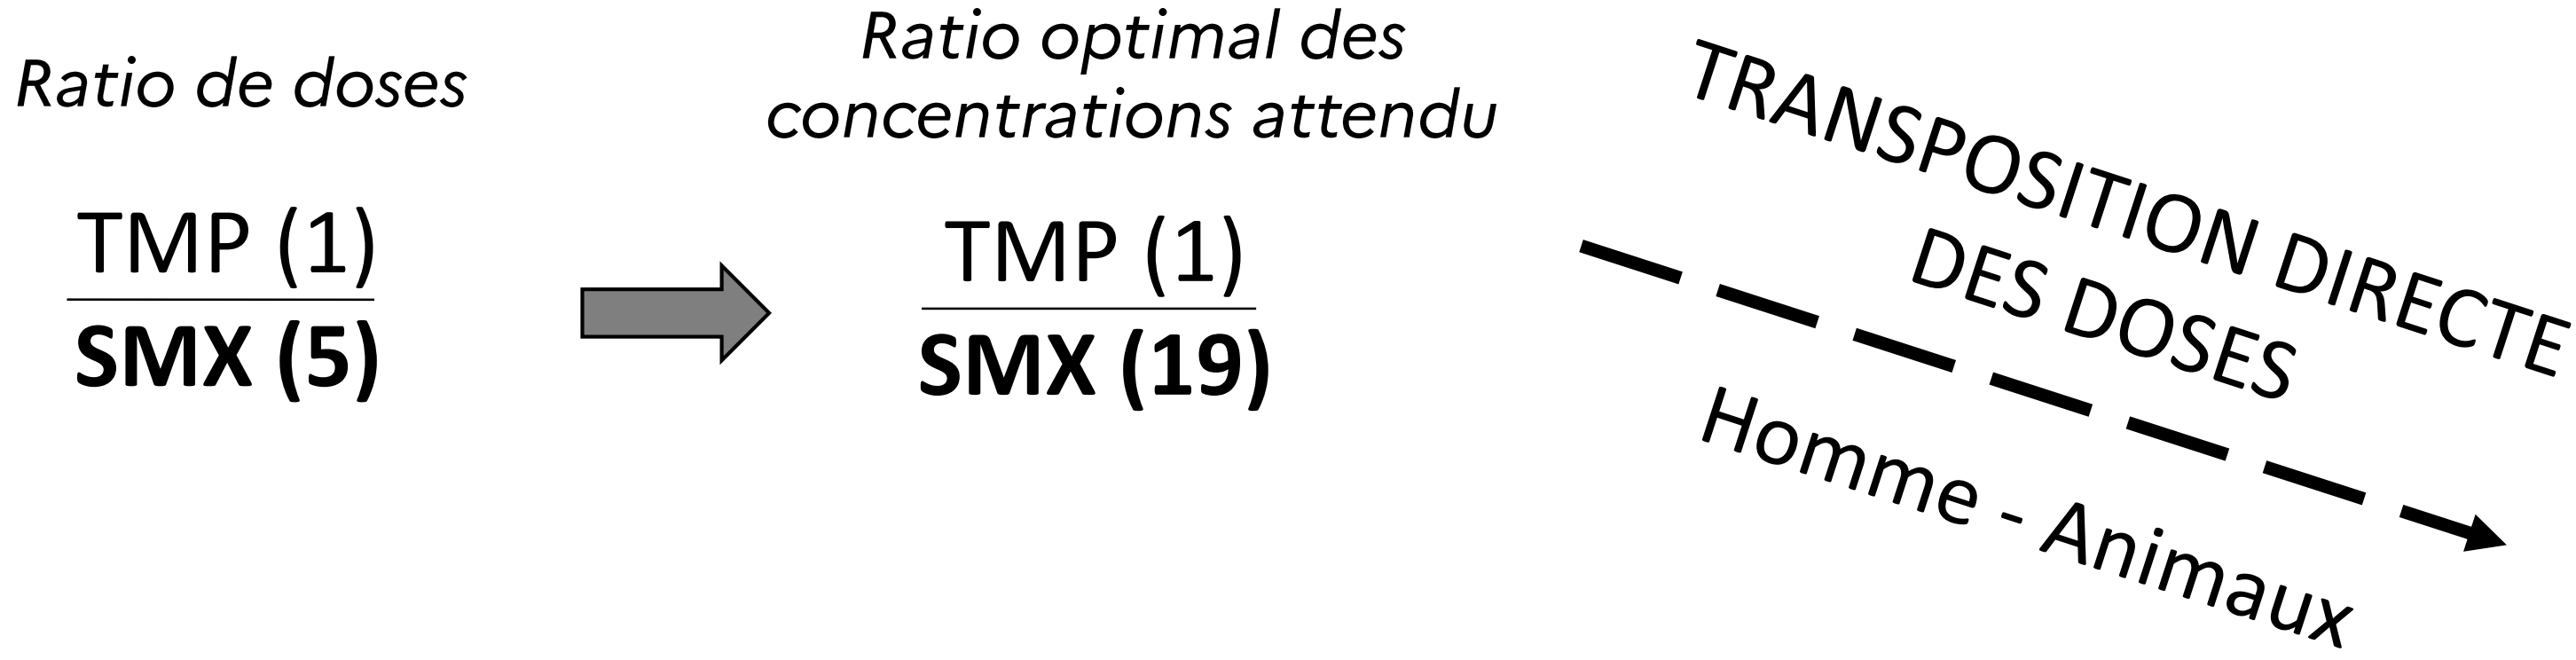 Ratio de doses
TMP (1)
SMX (5)
Ratio optimal des
concentrations attendu
TMP (1)
SMX (19)
TRANSPOSITION DIRECTE
DES DOSES
Homme - Animaux